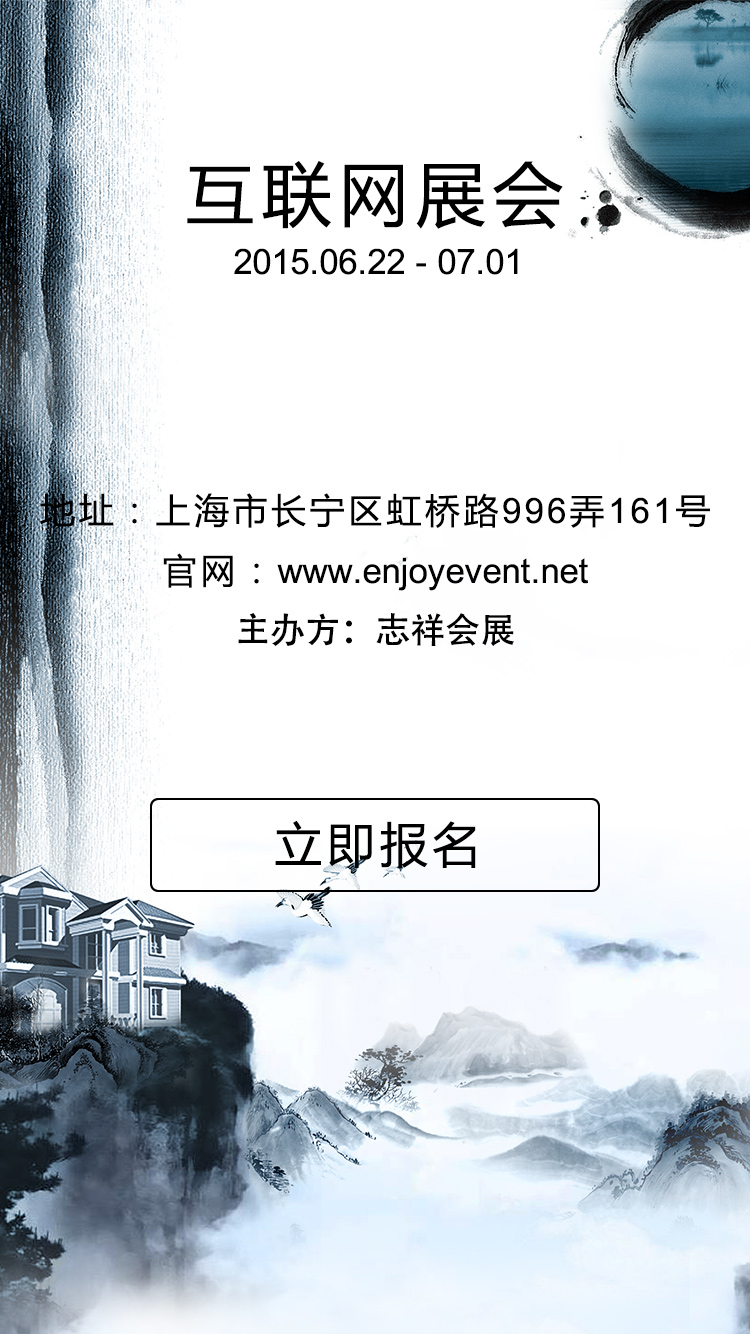 互联网展会
2015.06.22 - 07.01
地址：上海市长宁区虹桥路996弄161号
官网：www.enjoyevent.net
主办方：志祥会展
立即报名